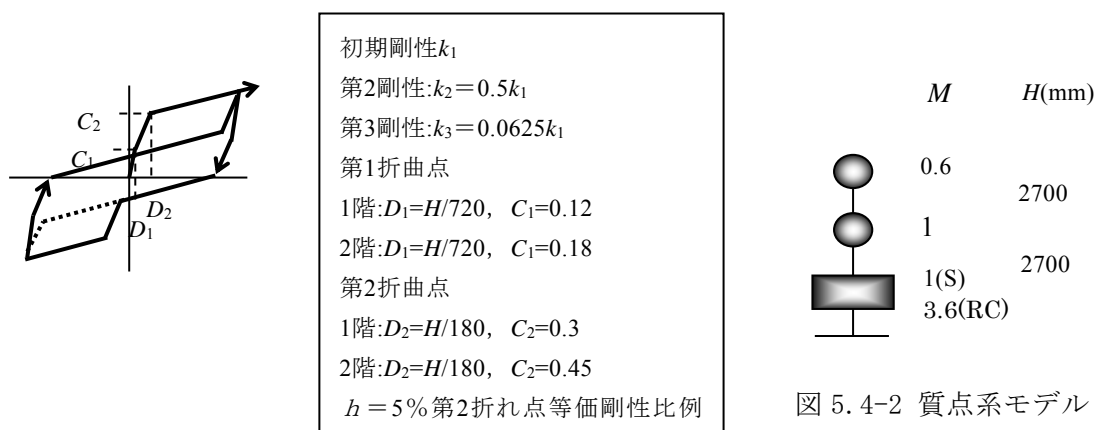 C₂
C₁
D₂
D₁
初期剛性k₁
第2剛性:k₂＝0.5k₁
第3剛性:k₃＝0.0625k₁
第1折曲点
1階:D₁=H/720, C₁=0.12
2階:D₁=H/720, C₁=0.18
第2折曲点
1階:D₂=H/180, C₂=0.3
2階:D₂=H/180, C₂=0.45
h＝5%第2折れ点等価剛性比例
M H(mm)
0.6
2700
1
2700
1(S)
3.6(RC)
図 5.4-2 質点系モデル